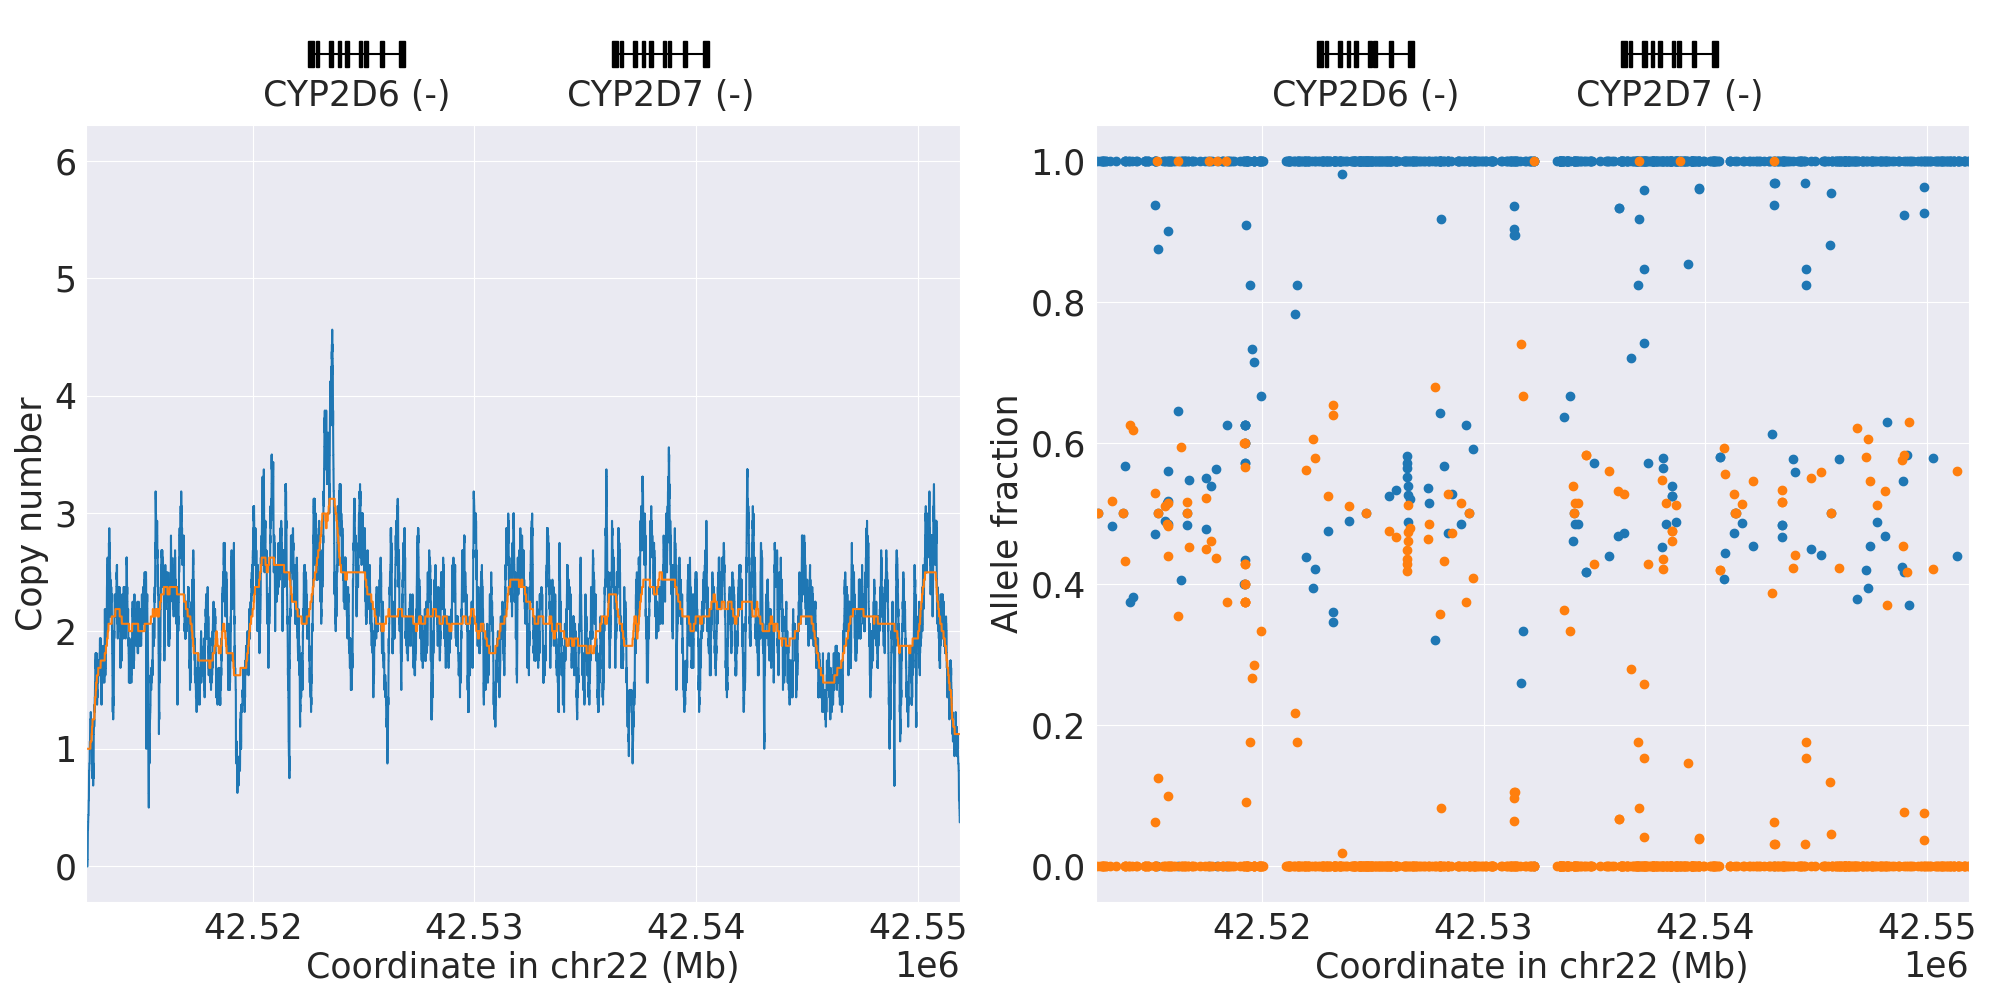 CYP2D6 (-) CYP2D7 (-)
6
5
4
3
2
1
0
Copy number
42.52 42.53 42.54 42.55
Coordinate in chr22 (Mb) 1e6
CYP2D6 (-) CYP2D7 (-)
1.0
0.8
0.6
0.4
0.2
0.0
Allele fraction
42.52 42.53 42.54 42.55
Coordinate in chr22 (Mb) 1e6